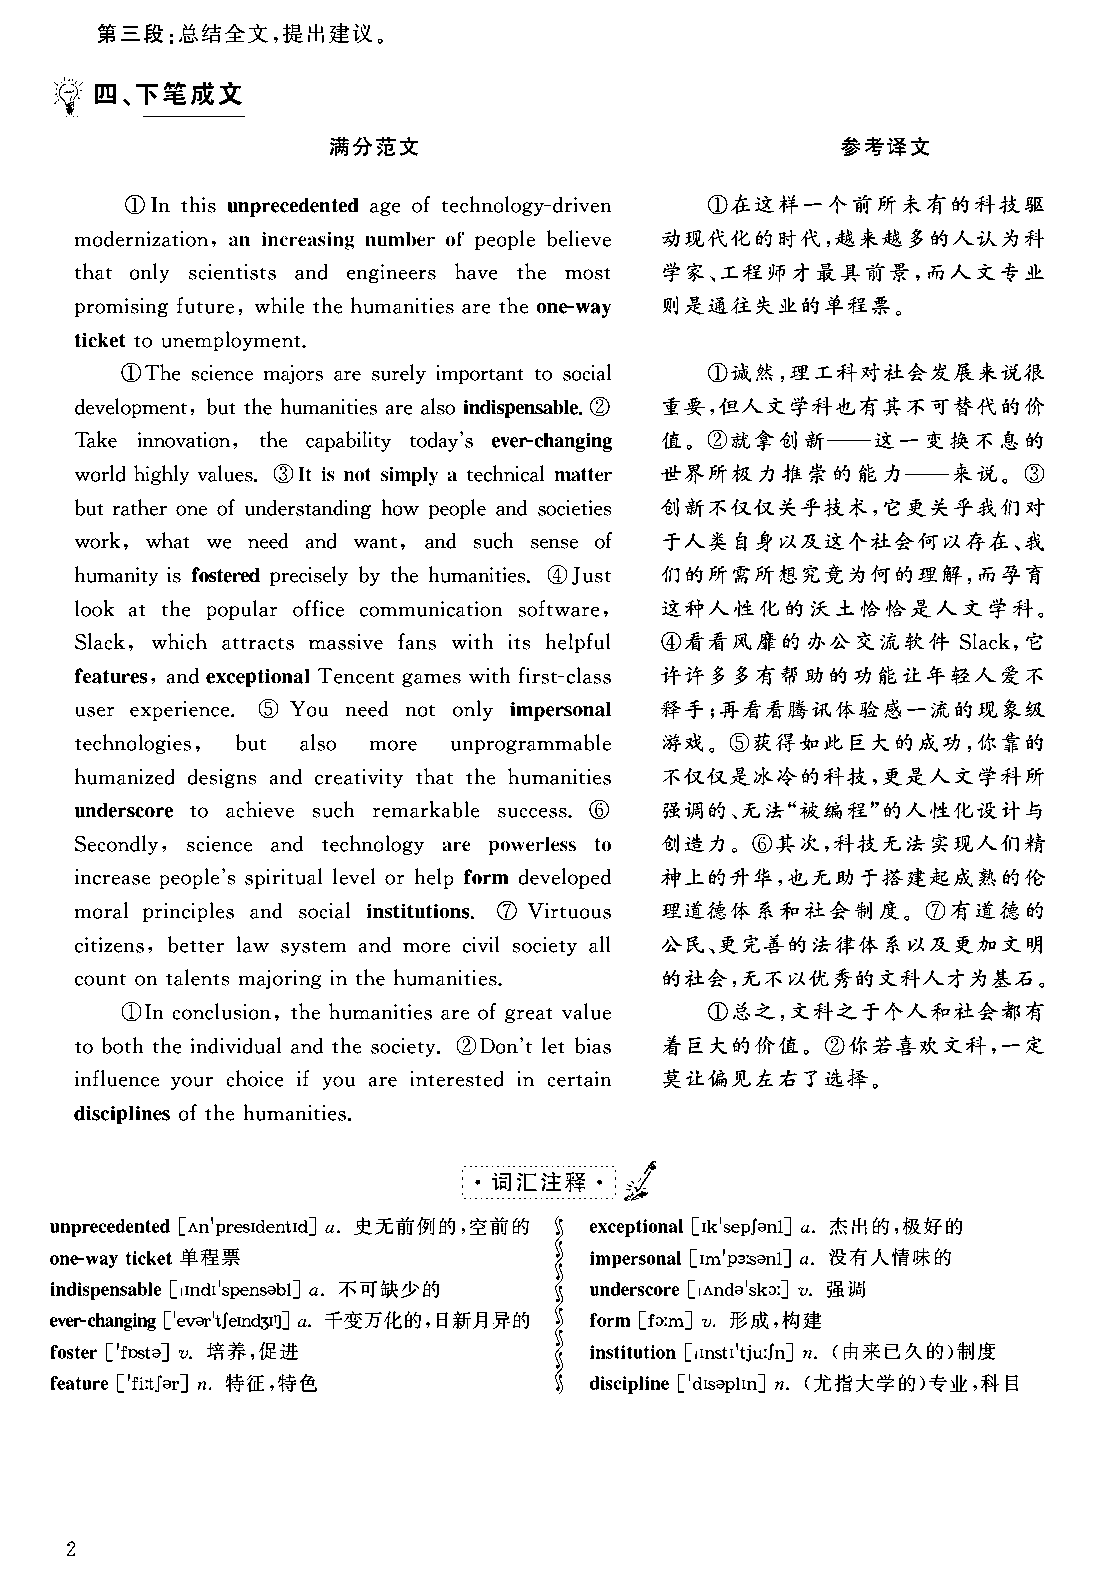 第三段:总结全文,提出建议。
四、下笔成文
满分范文
①In this unprecedented age of technology-driven
modernization, an increasing number of people believe
that only scientists and engineers have the most
promising future, while the humanities are the one-way
ticket to unemployment.
①The science majors are surely important to social
development, but the humanities are also indispensable. ②
Take innovation, the capability today's ever-changing
world highly values. ③It is not simply a technical matter
but rather one of understanding how people and societies
work, what we need and want, and such sense of
humanity is fostered precisely by the humanities. ④Just
look at the popular office communication software,
Slack, which attracts massive fans with its helpful
features, and exceptional Tencent games with first-class
user experience. ⑤ You need not only impersonal
technologies, but also more unprogrammable
humanized designs and creativity that the humanities
underscore to achieve such remarkable success. ⑥
Secondly, science and technology are powerless to
increase people's spiritual level or help form developed
moral principles and social institutions. ⑦ Virtuous
citizens, better law system and more civil society all
count on talents majoring in the humanities.
①In conclusion, the humanities are of great value
to both the individual and the society. ②Don't let bias
influence your choice if you are interested in certain
disciplines of the humanities.
参考译文
①在这样一个前所未有的科技驱
动现代化的时代,越来越多的人认为科
学家、工程师才最具前景,而人文专业
则是通往失业的单程票。
①诚然,理工科对社会发展来说很
重要,但人文学科也有其不可替代的价
值。②就拿创新——这一变换不息的
世界所极力推崇的能力——来说。③
创新不仅仅关乎技术,它更关乎我们对
于人类自身以及这个社会何以存在、我
们的所需所想究竟为何的理解,而孕育
这种人性化的沃土恰恰是人文学科。
④看看风靡的办公交流软件 Slack,它
许许多多有帮助的功能让年轻人爱不
释手;再看看腾讯体验感一流的现象级
游戏。⑤获得如此巨大的成功,你靠的
不仅仅是冰冷的科技,更是人文学科所
强调的、无法“被编程”的人性化设计与
创造力。⑥其次,科技无法实现人们精
神上的升华,也无助于搭建起成熟的伦
理道德体系和社会制度。⑦有道德的
公民、更完善的法律体系以及更加文明
的社会,无不以优秀的文科人才为基石。
①总之,文科之于个人和社会都有
着巨大的价值。②你若喜欢文科,一定
莫让偏见左右了选择。
·词汇注释·
unprecedented [ʌnˈpresɪdentɪd] a. 史无前例的,空前的
one-way ticket 单程票
indispensable [ˌɪndɪˈspensəbl] a. 不可缺少的
ever-changing [ˈevərˈtʃeɪndʒɪŋ] a. 千变万化的,日新月异的
foster [ˈfɒstə] v. 培养,促进
feature [ˈfiːtʃər] n. 特征,特色
exceptional [ɪkˈsepʃənl] a. 杰出的,极好的
impersonal [ɪmˈpɜːsənl] a. 没有人情味的
underscore [ˌʌndəˈskɔː] v. 强调
form [fɔːm] v. 形成,构建
institution [ˌɪnstɪˈtjuːʃn] n. (由来已久的)制度
discipline [ˈdɪsəplɪn] n. (尤指大学的)专业,科目
2